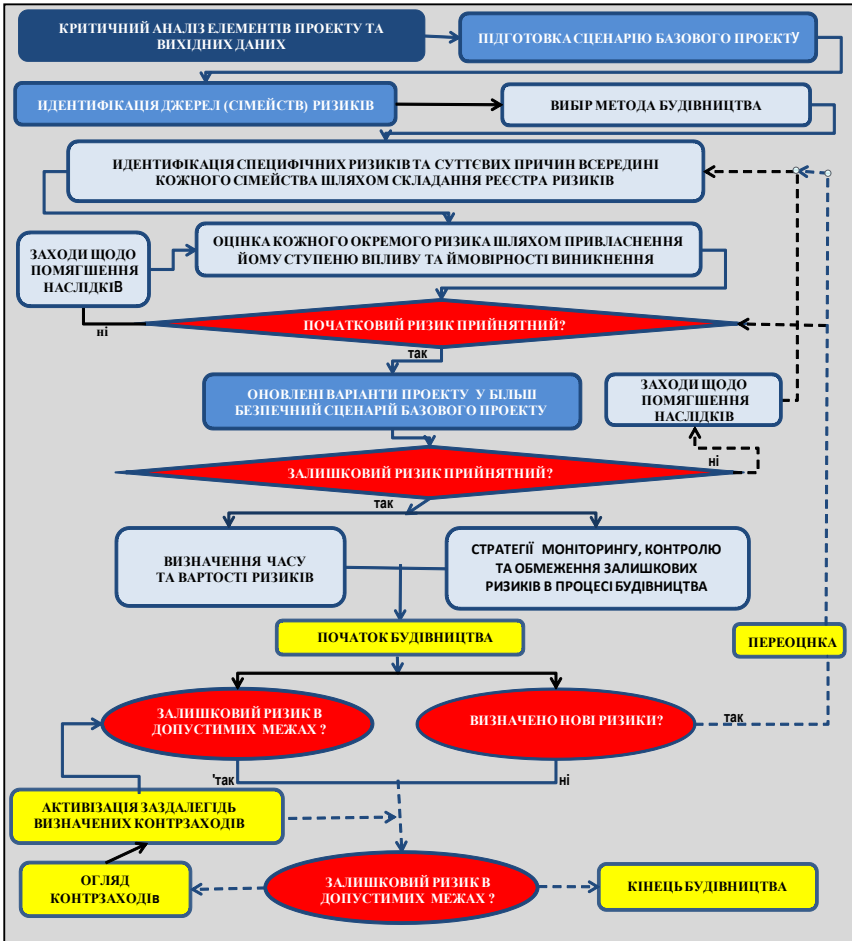 КРИТИЧНИЙ АНАЛІЗ ЕЛЕМЕНТІВ ПРОЕКТУ ТА
ВИХІДНИХ ДАНИХ
ПІДГОТОВКА СЦЕНАРІЮ БАЗОВОГО ПРОЕКТУ
ИДЕНТИФІКАЦІЯ ДЖЕРЕЛ (СІМЕЙСТВ) РИЗИКІВ
ВИБІР МЕТОДА БУДІВНИЦТВА
ИДЕНТИФІКАЦІЯ СПЕЦИФІЧНИХ РИЗИКІВ ТА СУТТЄВИХ ПРИЧИН ВСЕРЕДИНІ
КОЖНОГО СІМЕЙСТВА ШЛЯХОМ СКЛАДАННЯ РЕЄСТРА РИЗИКІВ
ЗАХОДИ ЩОДО
ПОМЯГШЕННЯ
НАСЛІДКІВ
ОЦІНКА КОЖНОГО ОКРЕМОГО РИЗИКА ШЛЯХОМ ПРИВЛАСНЕННЯ
ЙОМУ СТУПЕНЮ ВПЛИВУ ТА ЙМОВІРНОСТІ ВИНИКНЕННЯ
ПОЧАТКОВИЙ РИЗИК ПРИЙНЯТНИЙ?
ні
так
ОНОВЛЕНІ ВАРІАНТИ ПРОЕКТУ У БІЛЬШ
БЕЗПЕЧНИЙ СЦЕНАРІЙ БАЗОВОГО ПРОЕКТУ
ЗАХОДИ ЩОДО
ПОМЯГШЕННЯ
НАСЛІДКІВ
ЗАЛИШКОВИЙ РИЗИК ПРИЙНЯТНИЙ?
ні
так
ВИЗНАЧЕННЯ ЧАСУ
ТА ВАРТОСТІ РИЗИКІВ
СТРАТЕГІЇ МОНІТОРИНГУ, КОНТРОЛЮ
ТА ОБМЕЖЕННЯ ЗАЛИШКОВИХ
РИЗИКІВ В ПРОЦЕСІ БУДІВНИЦТВА
ПОЧАТОК БУДІВНИЦТВА
ПЕРЕОЦНКА
ЗАЛИШКОВИЙ РИЗИК В
ДОПУСТИМИХ МЕЖАХ ?
ВИЗНАЧЕНО НОВІ РИЗИКИ?
так
'так
ні
АКТИВІЗАЦІЯ ЗАЗДАЛЕГІДЬ
ВИЗНАЧЕНИХ КОНТРЗАХОДІВ
ОГЛЯД
КОНТРЗАХОДІВ
ЗАЛИШКОВИЙ РИЗИК В
ДОПУСТИМИХ МЕЖАХ ?
КІНЕЦЬ БУДІВНИЦТВА